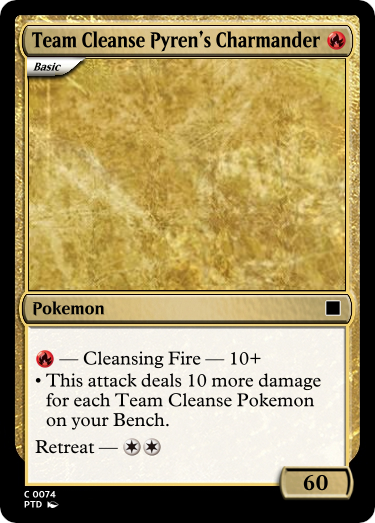 Team Cleanse Pyren's Charmander
Basic
Pokemon
— Cleansing Fire — 10+
• This attack deals 10 more damage
for each Team Cleanse Pokemon
on your Bench.
Retreat —
60
C 0074
PTD